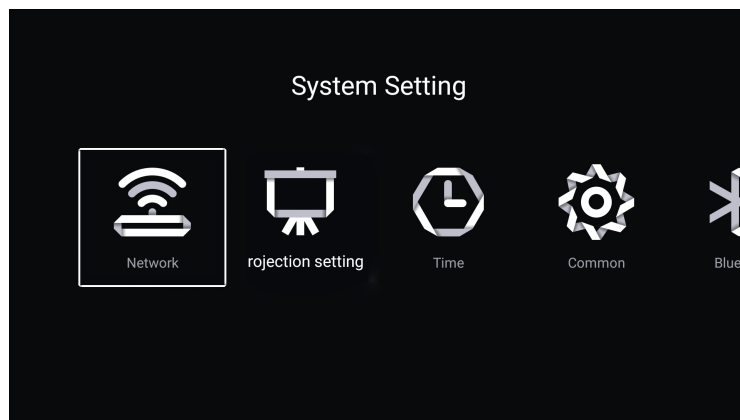 System Setting
Network
rojection setting
Time
Common
Blue